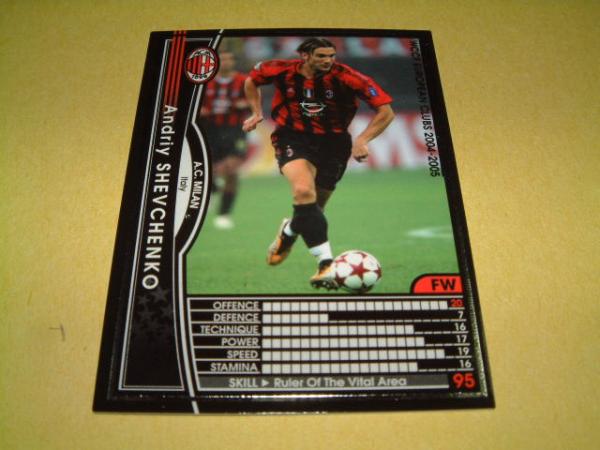 WCCF EUROPEAN CLUBS 2004-2005
Andriy SHEVCHENKO
A.C. MILAN
Italy
FW
OFFENCE 20
DEFENCE 7
TECHNIQUE 16
POWER 17
SPEED 19
STAMINA 16
SKILL ▶ Ruler Of The Vital Area 95